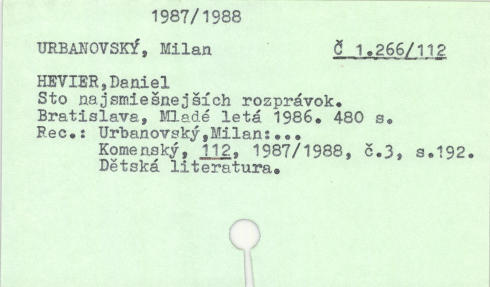 1987/1988
URBANOVSKÝ, Milan Č 1.266/112
HEVIER,Daniel
Sto najsmiešnejších rozprávok.
Bratislava, Mladé letá 1986. 480 s.
Rec.: Urbanovský,Milan:...
Komenský, 112, 1987/1988, č.3, s.192.
Dětská literatura.